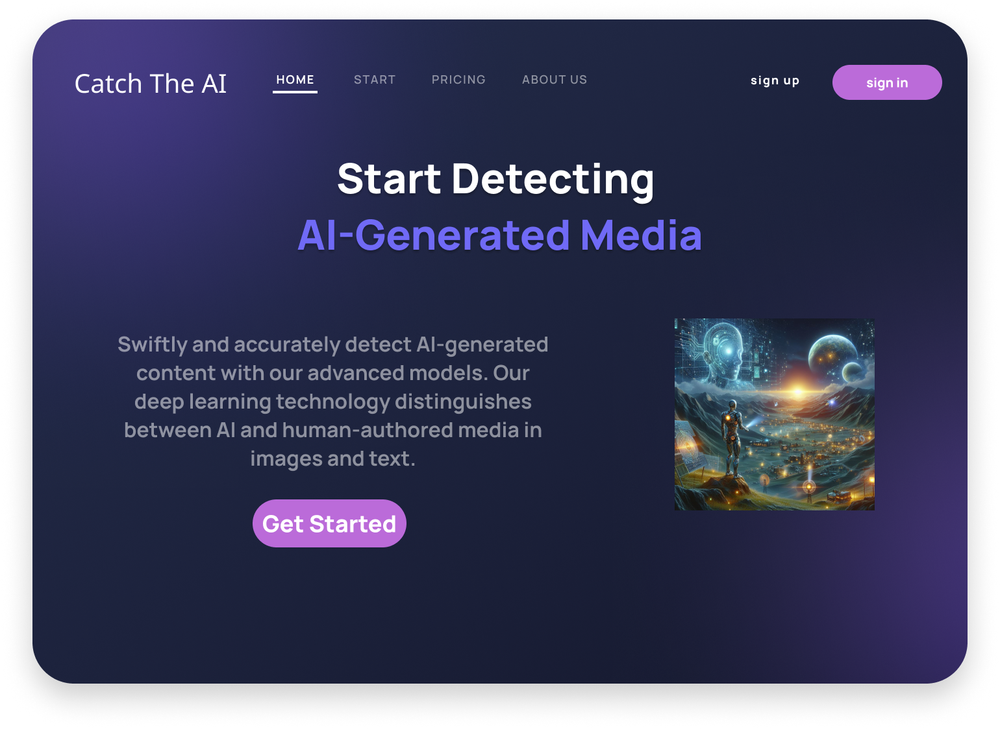 Catch The AI
HOME
START
PRICING
ABOUT US
sign up
sign in
Start Detecting
AI-Generated Media
Swiftly and accurately detect AI-generated
content with our advanced models. Our
deep learning technology distinguishes
between AI and human-authored media in
images and text.
Get Started